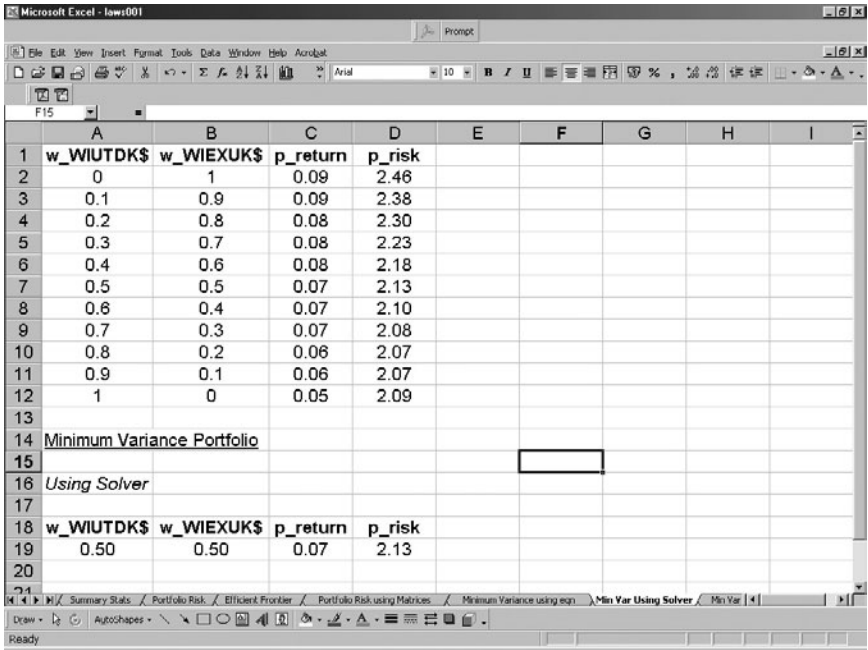 Microsoft Excel - laws001
Prompt
File Edit View Insert Format Tools Data Window Help Acrobat
Arial 10 B I U
F15 =
A B C D E F G H I
1 w_WIUTDK$ w_WIEXUK$ p_return p_risk
2 0 1 0.09 2.46
3 0.1 0.9 0.09 2.38
4 0.2 0.8 0.08 2.30
5 0.3 0.7 0.08 2.23
6 0.4 0.6 0.08 2.18
7 0.5 0.5 0.07 2.13
8 0.6 0.4 0.07 2.10
9 0.7 0.3 0.07 2.08
10 0.8 0.2 0.06 2.07
11 0.9 0.1 0.06 2.07
12 1 0 0.05 2.09
13
14 Minimum Variance Portfolio
15
16 Using Solver
17
18 w_WIUTDK$ w_WIEXUK$ p_return p_risk
19 0.50 0.50 0.07 2.13
20
21
Summary Stats / Portfolio Risk / Efficient Frontier / Portfolio Risk using Matrices / Minimum Variance using eqn \ Min Var Using Solver / Min Var
Draw AutoShapes
Ready